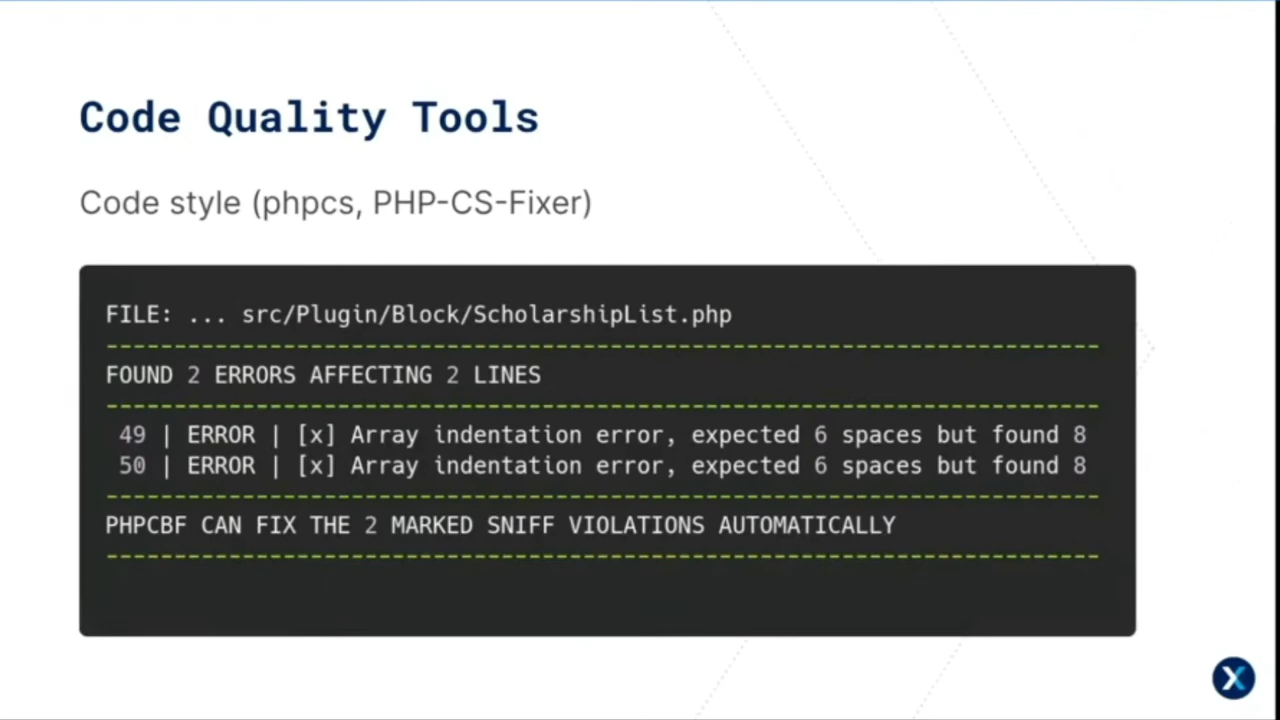 Code Quality Tools
Code style (phpcs, PHP-CS-Fixer)
FILE: ... src/Plugin/Block/ScholarshipList.php
--------------------------------------------------------------------------
FOUND 2 ERRORS AFFECTING 2 LINES
--------------------------------------------------------------------------
49 | ERROR | [x] Array indentation error, expected 6 spaces but found 8
50 | ERROR | [x] Array indentation error, expected 6 spaces but found 8
--------------------------------------------------------------------------
PHPCBF CAN FIX THE 2 MARKED SNIFF VIOLATIONS AUTOMATICALLY
--------------------------------------------------------------------------
X